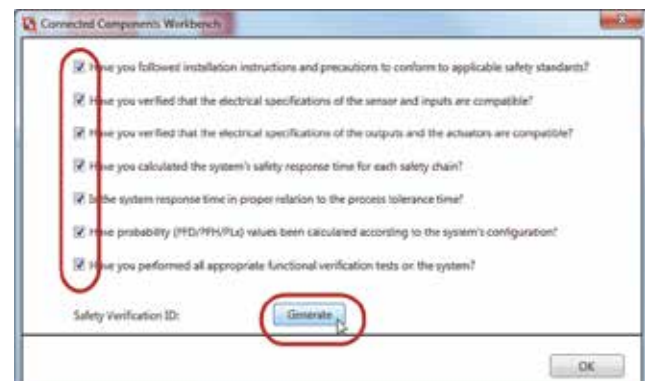 Connected Components Workbench
Have you followed installation instructions and precautions to conform to applicable safety standards?
Have you verified that the electrical specifications of the sensor and inputs are compatible?
Have you verified that the electrical specifications of the outputs and the actuators are compatible?
Have you calculated the system's safety response time for each safety chain?
Is the system response time in proper relation to the process tolerance time?
Have probability (PFD/PFH/PLx) values been calculated according to the system's configuration?
Have you performed all appropriate functional verification tests on the system?
Safety Verification ID: Generate
OK